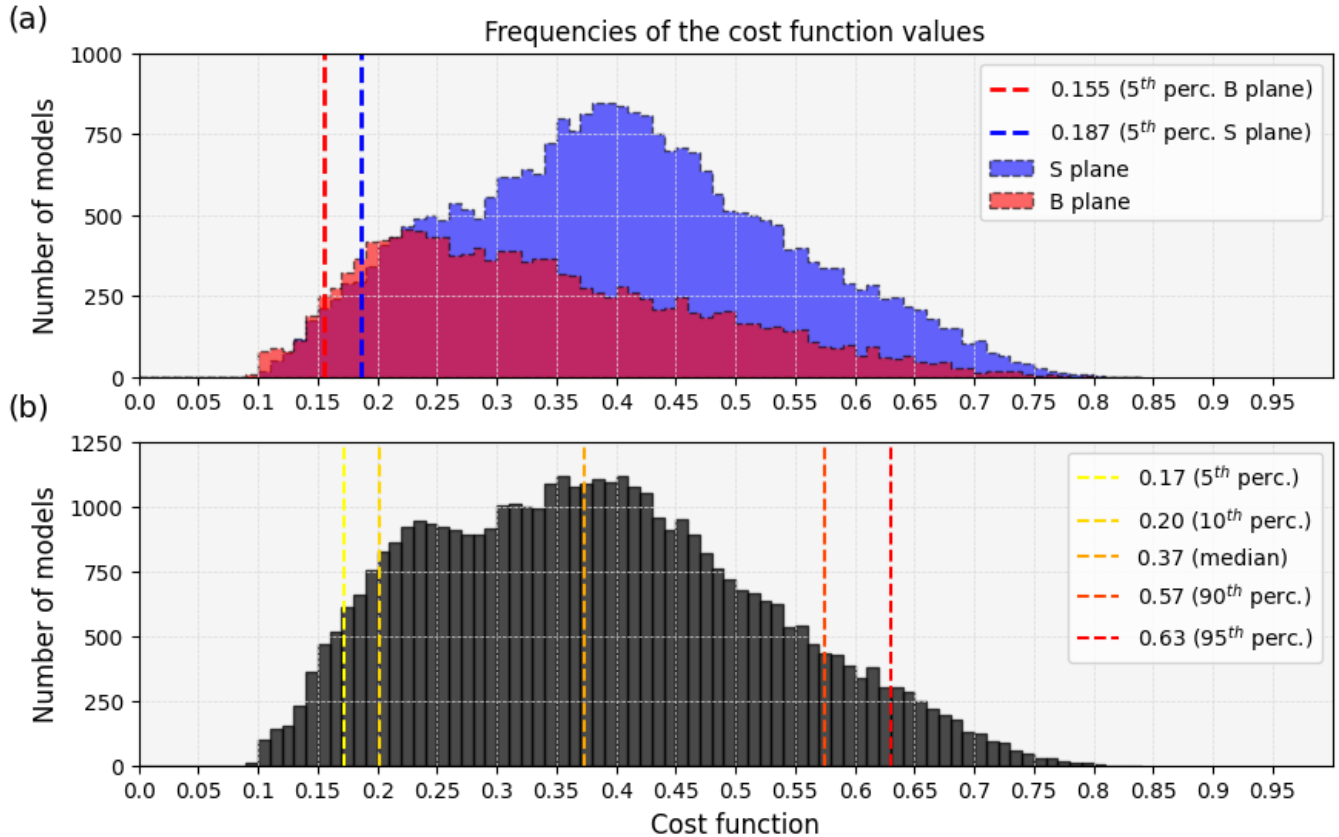 (a)
Frequencies of the cost function values
Number of models
1000
750
500
250
0
0.155 (5th perc. B plane)
0.187 (5th perc. S plane)
S plane
B plane
0.0 0.05 0.1 0.15 0.2 0.25 0.3 0.35 0.4 0.45 0.5 0.55 0.6 0.65 0.7 0.75 0.8 0.85 0.9 0.95
(b)
Number of models
1250
1000
750
500
250
0
0.17 (5th perc.)
0.20 (10th perc.)
0.37 (median)
0.57 (90th perc.)
0.63 (95th perc.)
0.0 0.05 0.1 0.15 0.2 0.25 0.3 0.35 0.4 0.45 0.5 0.55 0.6 0.65 0.7 0.75 0.8 0.85 0.9 0.95
Cost function